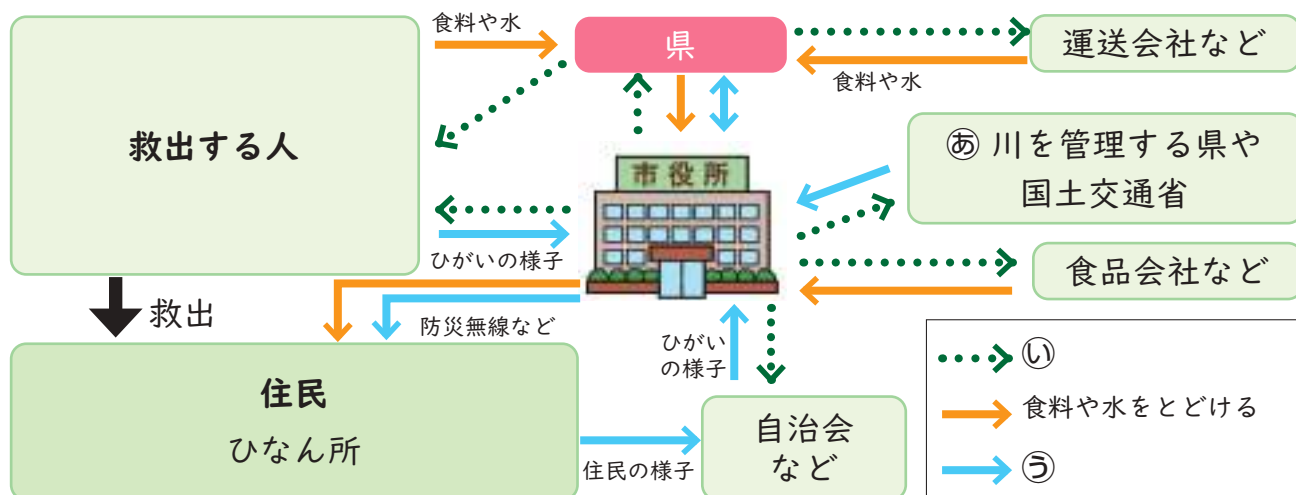 食料や水
県
運送会社など
食料や水
救出する人
市役所
あ 川を管理する県や
国土交通省
ひがいの様子
食品会社など
救出
防災無線など
ひがい
の様子
い
食料や水をとどける
う
住民
ひなん所
住民の様子
自治会
など